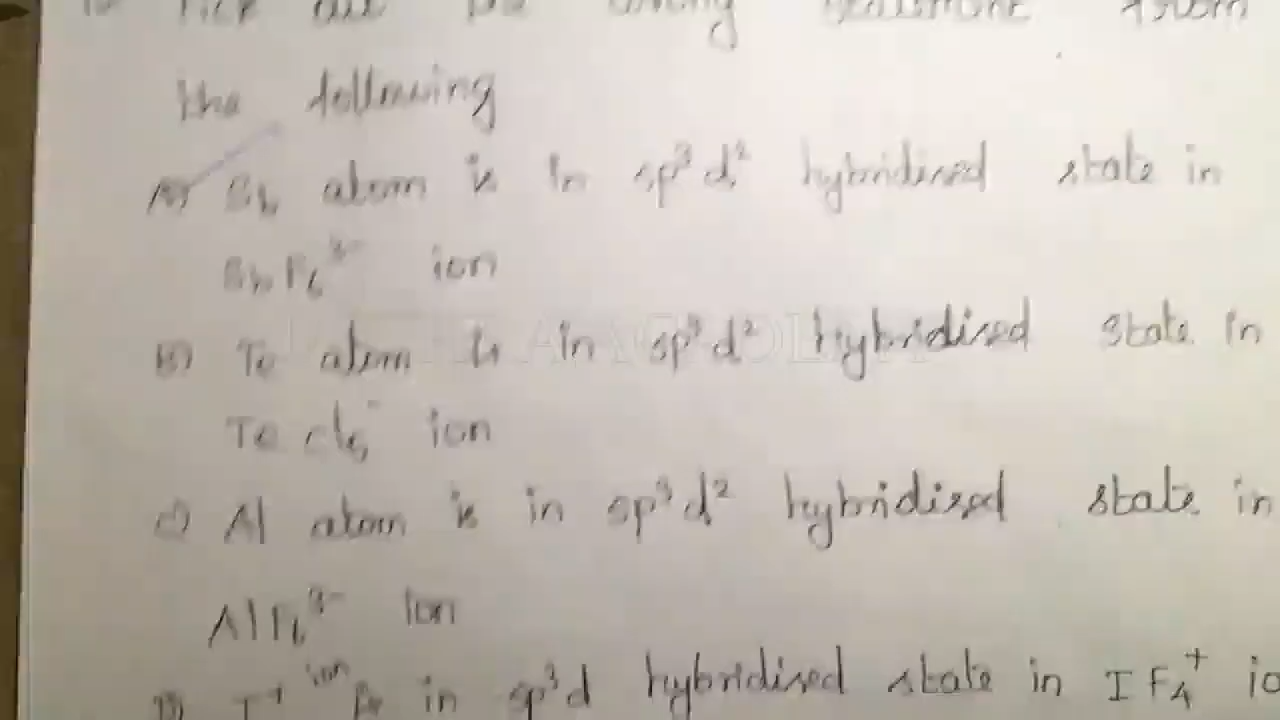 the following
A) Sb atom is in sp³d² hybridised state in
SbF₆³⁻ ion
B) Te atom is in sp³d² hybridised state in
TeCl₅⁻ ion
C) Al atom is in sp³d² hybridised state in
AlF₆³⁻ ion
D) I⁺ ion is in sp³d hybridised state in IF₄⁺